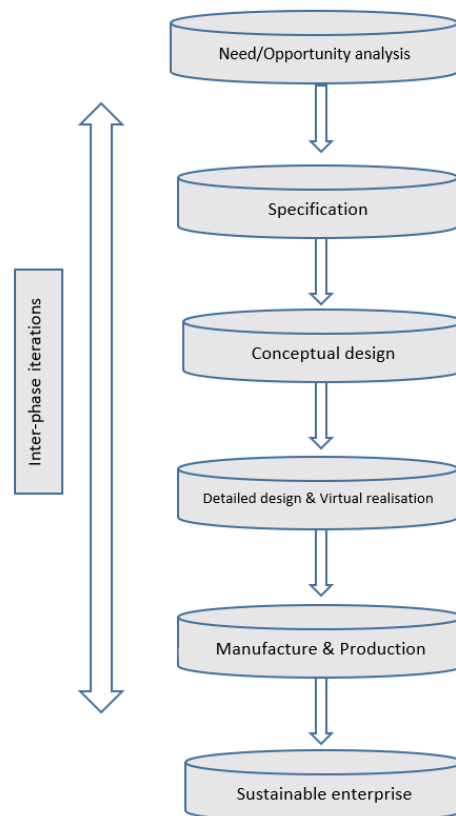 Need/Opportunity analysis
Specification
Conceptual design
Inter-phase iterations
Detailed design & Virtual realisation
Manufacture & Production
Sustainable enterprise